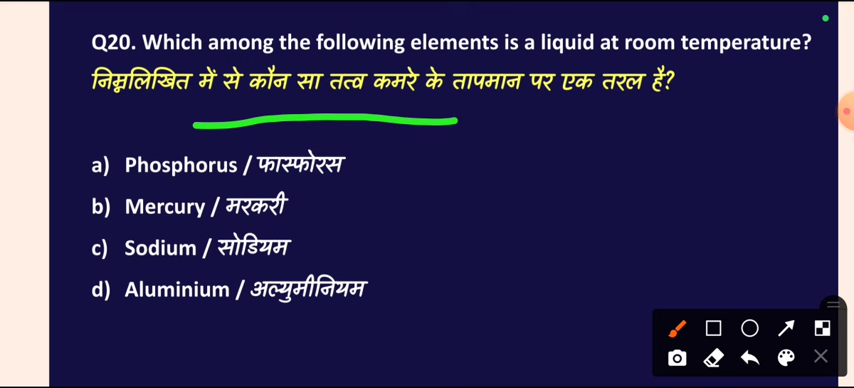 Q20. Which among the following elements is a liquid at room temperature?
निम्नलिखित में से कौन सा तत्व कमरे के तापमान पर एक तरल है?
a) Phosphorus / फास्फोरस
b) Mercury / मरकरी
c) Sodium / सोडियम
d) Aluminium / अल्युमीनियम